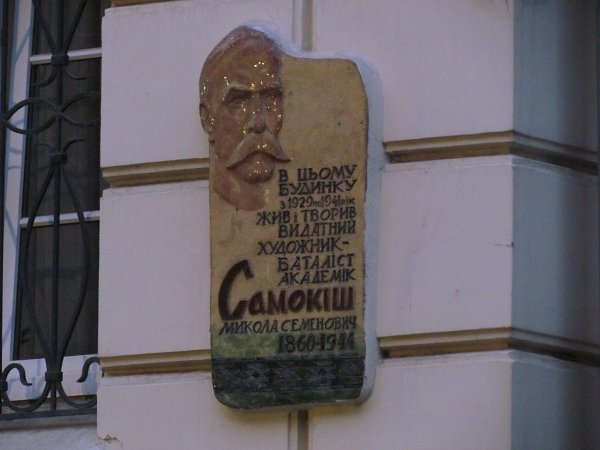 В ЦЬОМУ
БУДИНКУ
з 1929 по 1941 рік
ЖИВ і ТВОРИВ
ВИДАТНИЙ
ХУДОЖНИК-
БАТАЛІСТ
АКАДЕМІК
САМОКІШ
МИКОЛА СЕМЕНОВИЧ
1860-1944